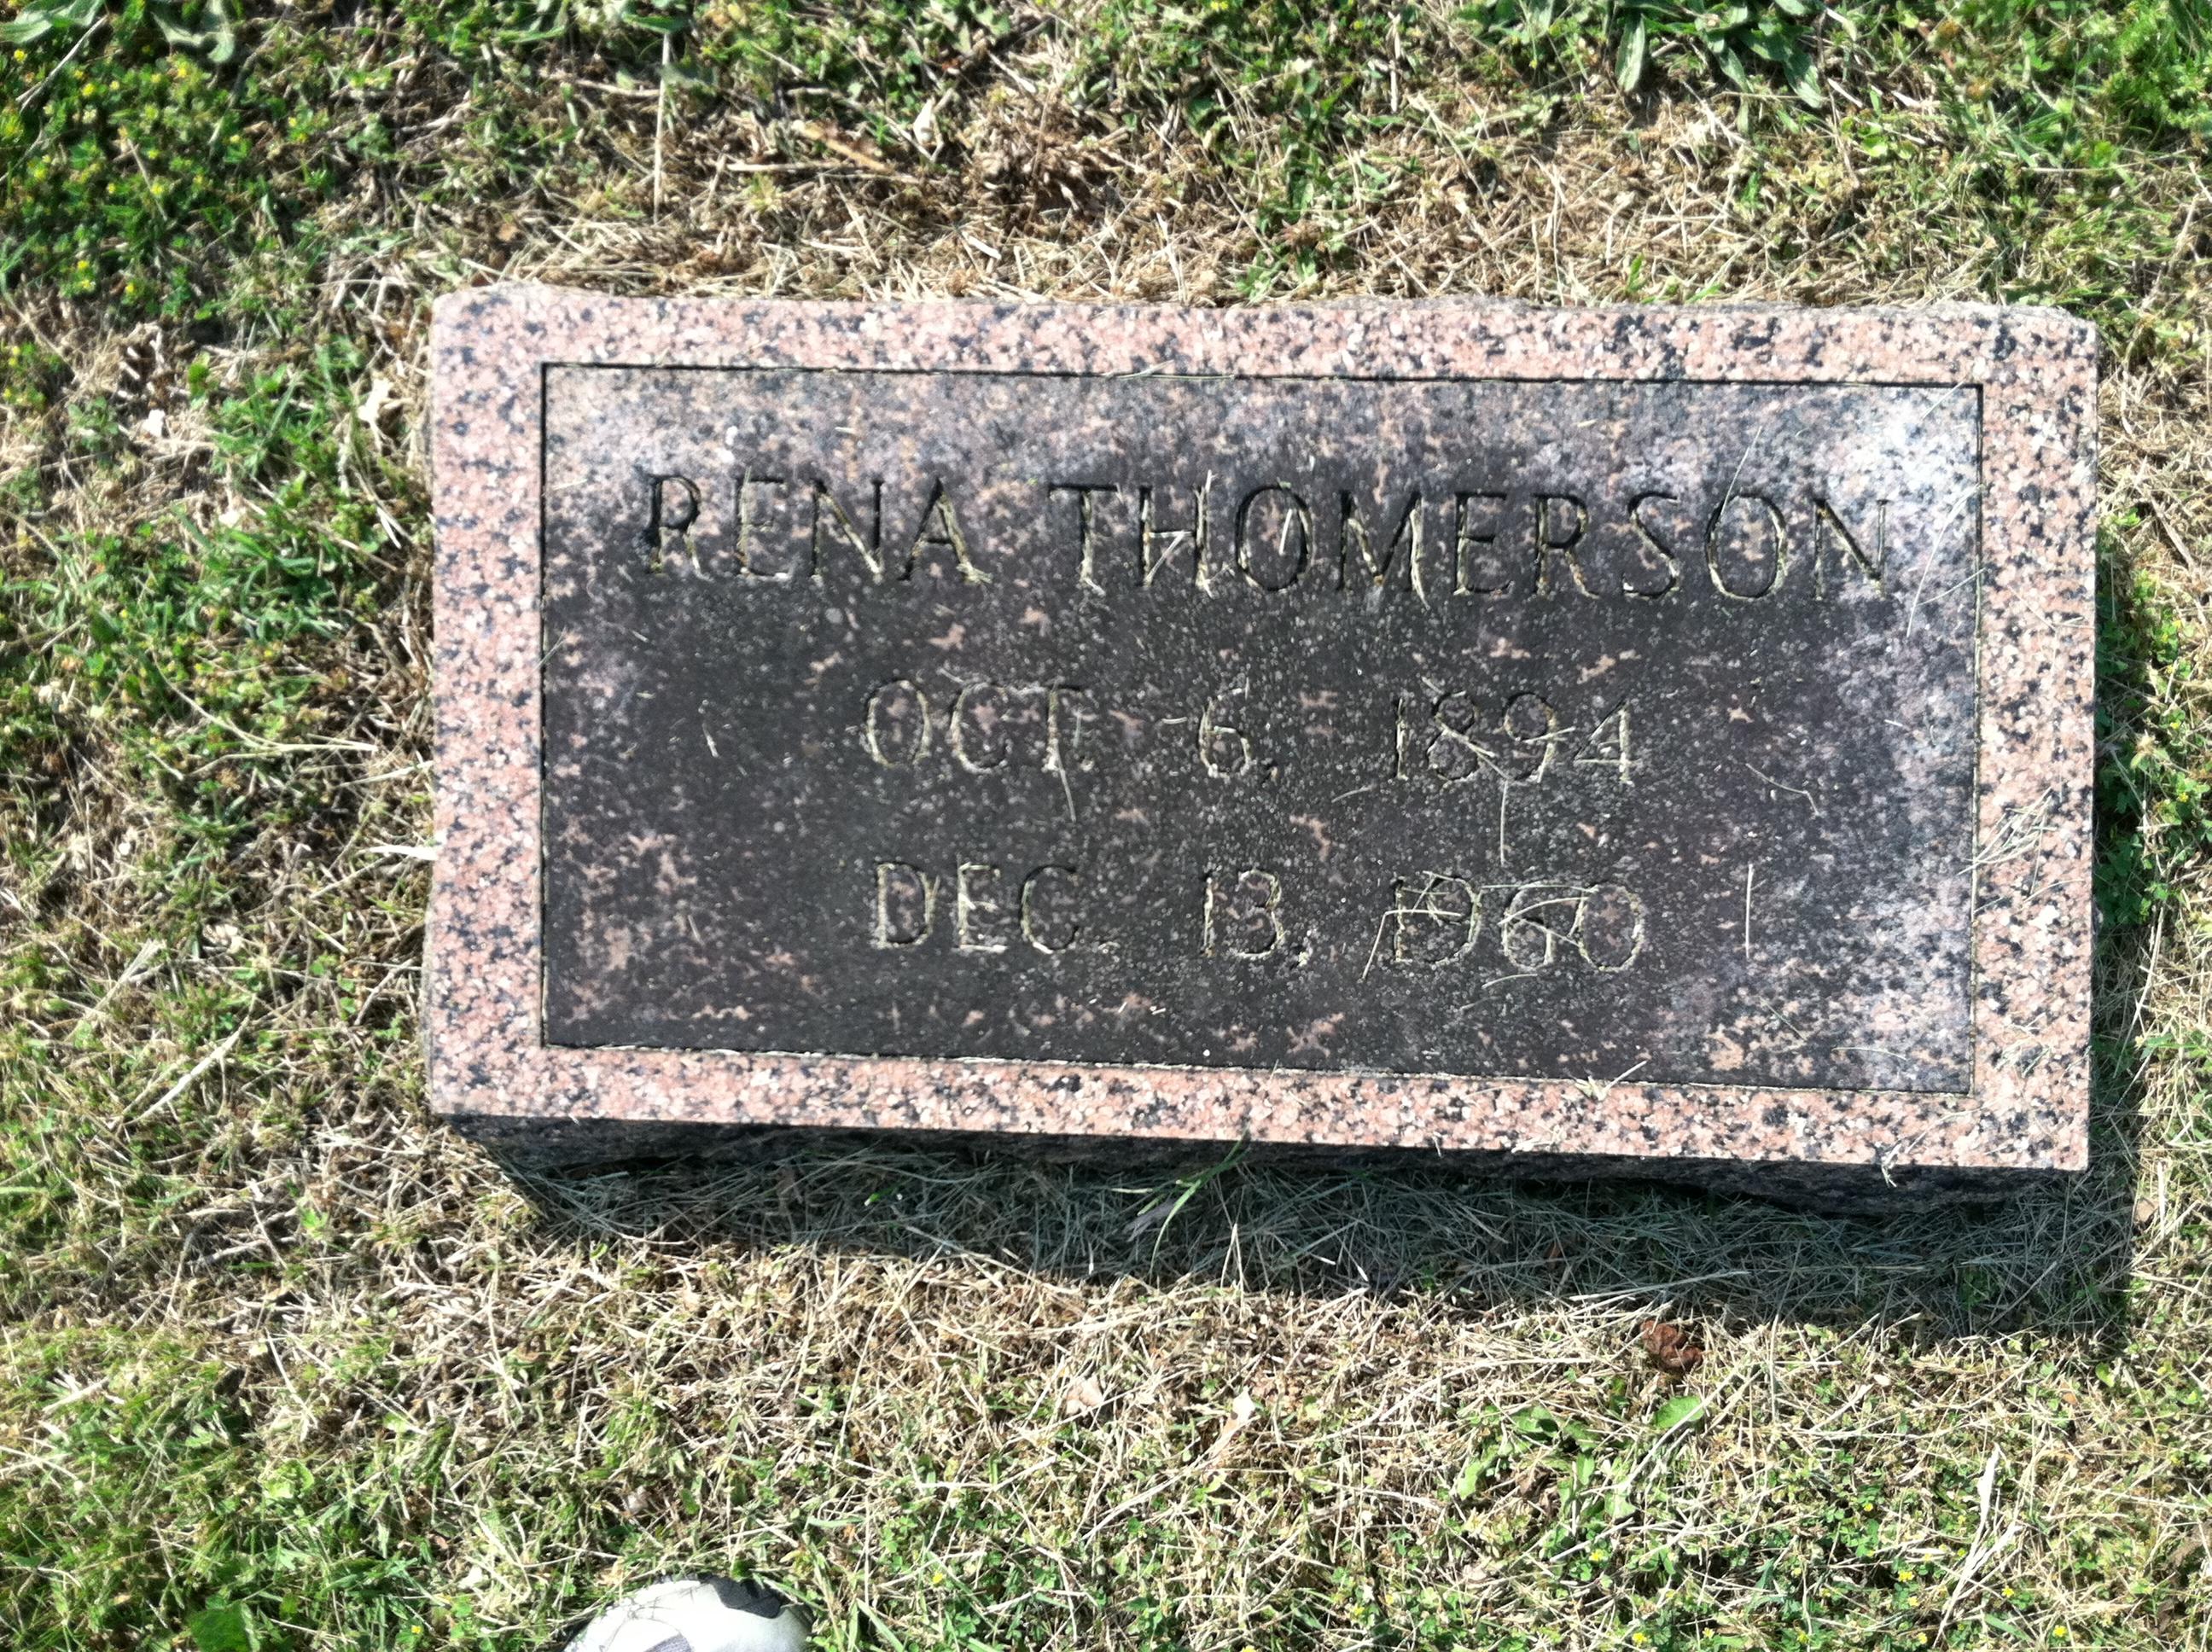 RENA THOMERSON
OCT. 6, 1894
DEC. 13, 1960